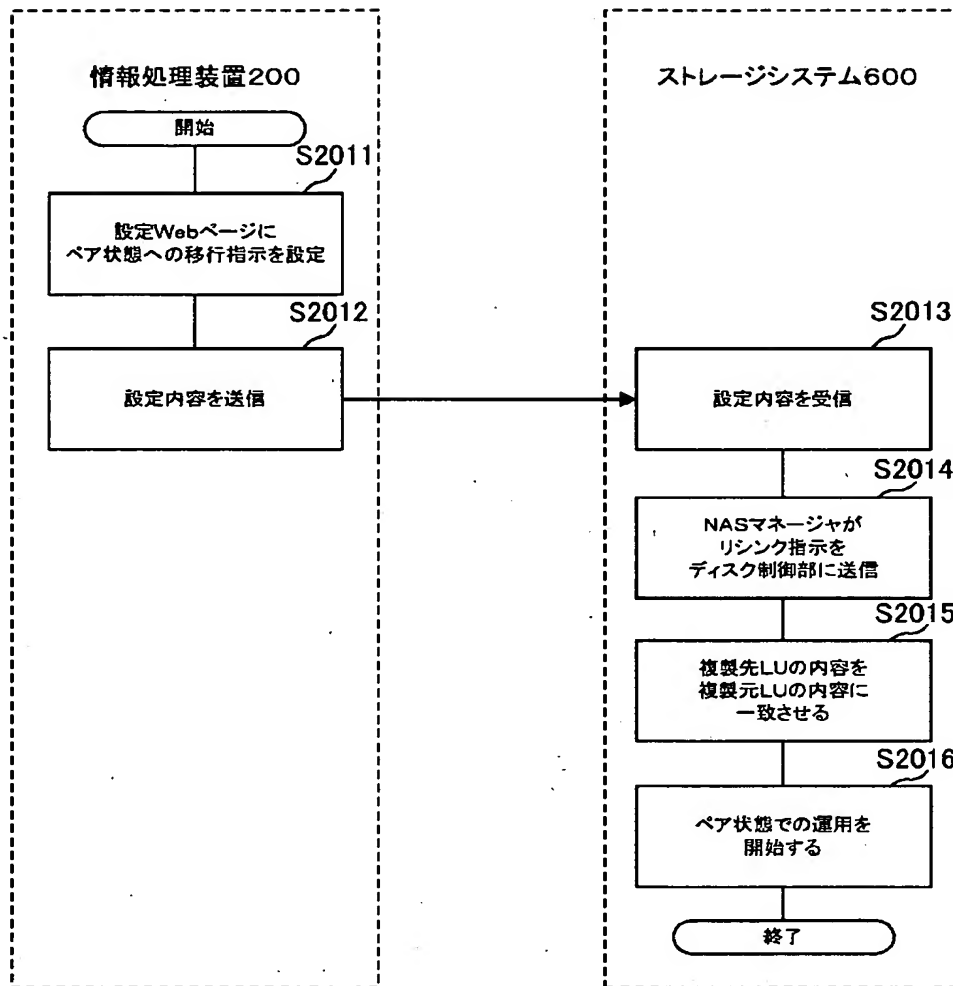 情報処理装置200
開始
S2011
設定Webページに
ペア状態への移行指示を設定
S2012
設定内容を送信
ストレージシステム600
S2013
設定内容を受信
S2014
NASマネージャが
リシンク指示を
ディスク制御部に送信
S2015
複製先LUの内容を
複製元LUの内容に
一致させる
S2016
ペア状態での運用を
開始する
終了